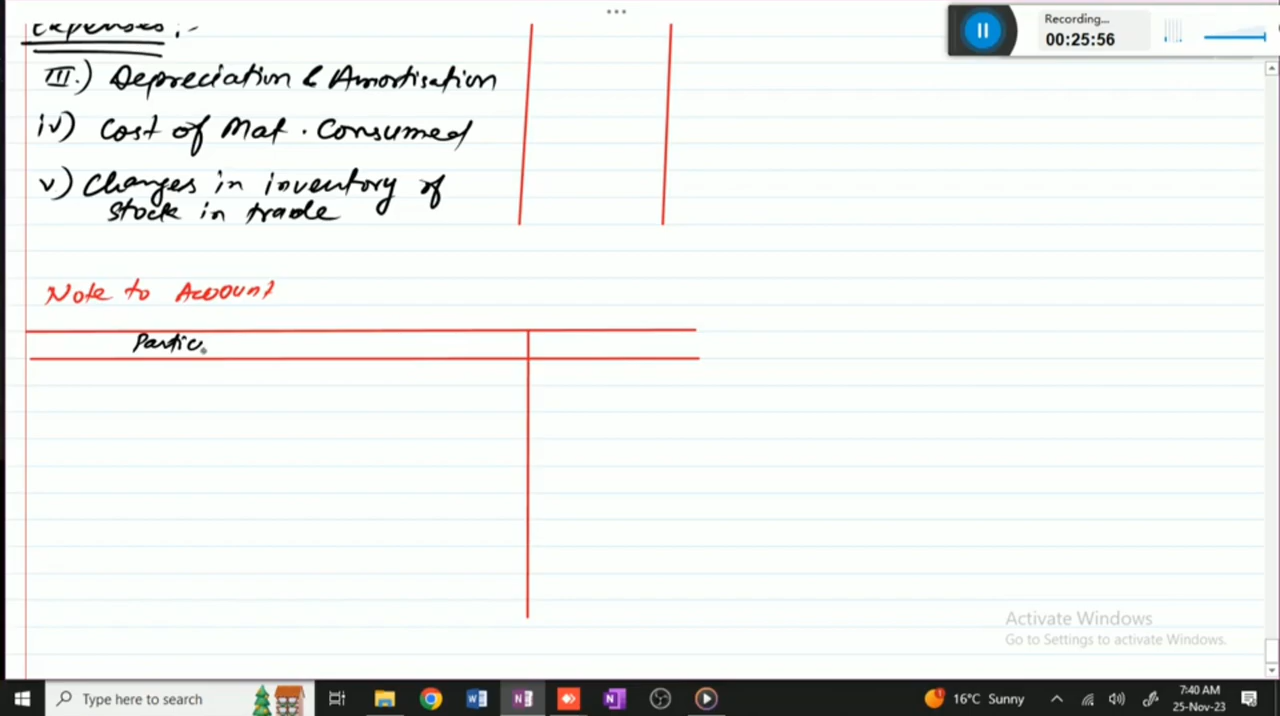 Expenses :-
III.) Depreciation & Amortisation
iv) Cost of Mat. Consumed
v) Changes in inventory of
stock in trade
Note to Account
Partic
Recording...
00:25:56
Activate Windows
Go to Settings to activate Windows.
Type here to search
16°C Sunny
7:40 AM
25-Nov-23